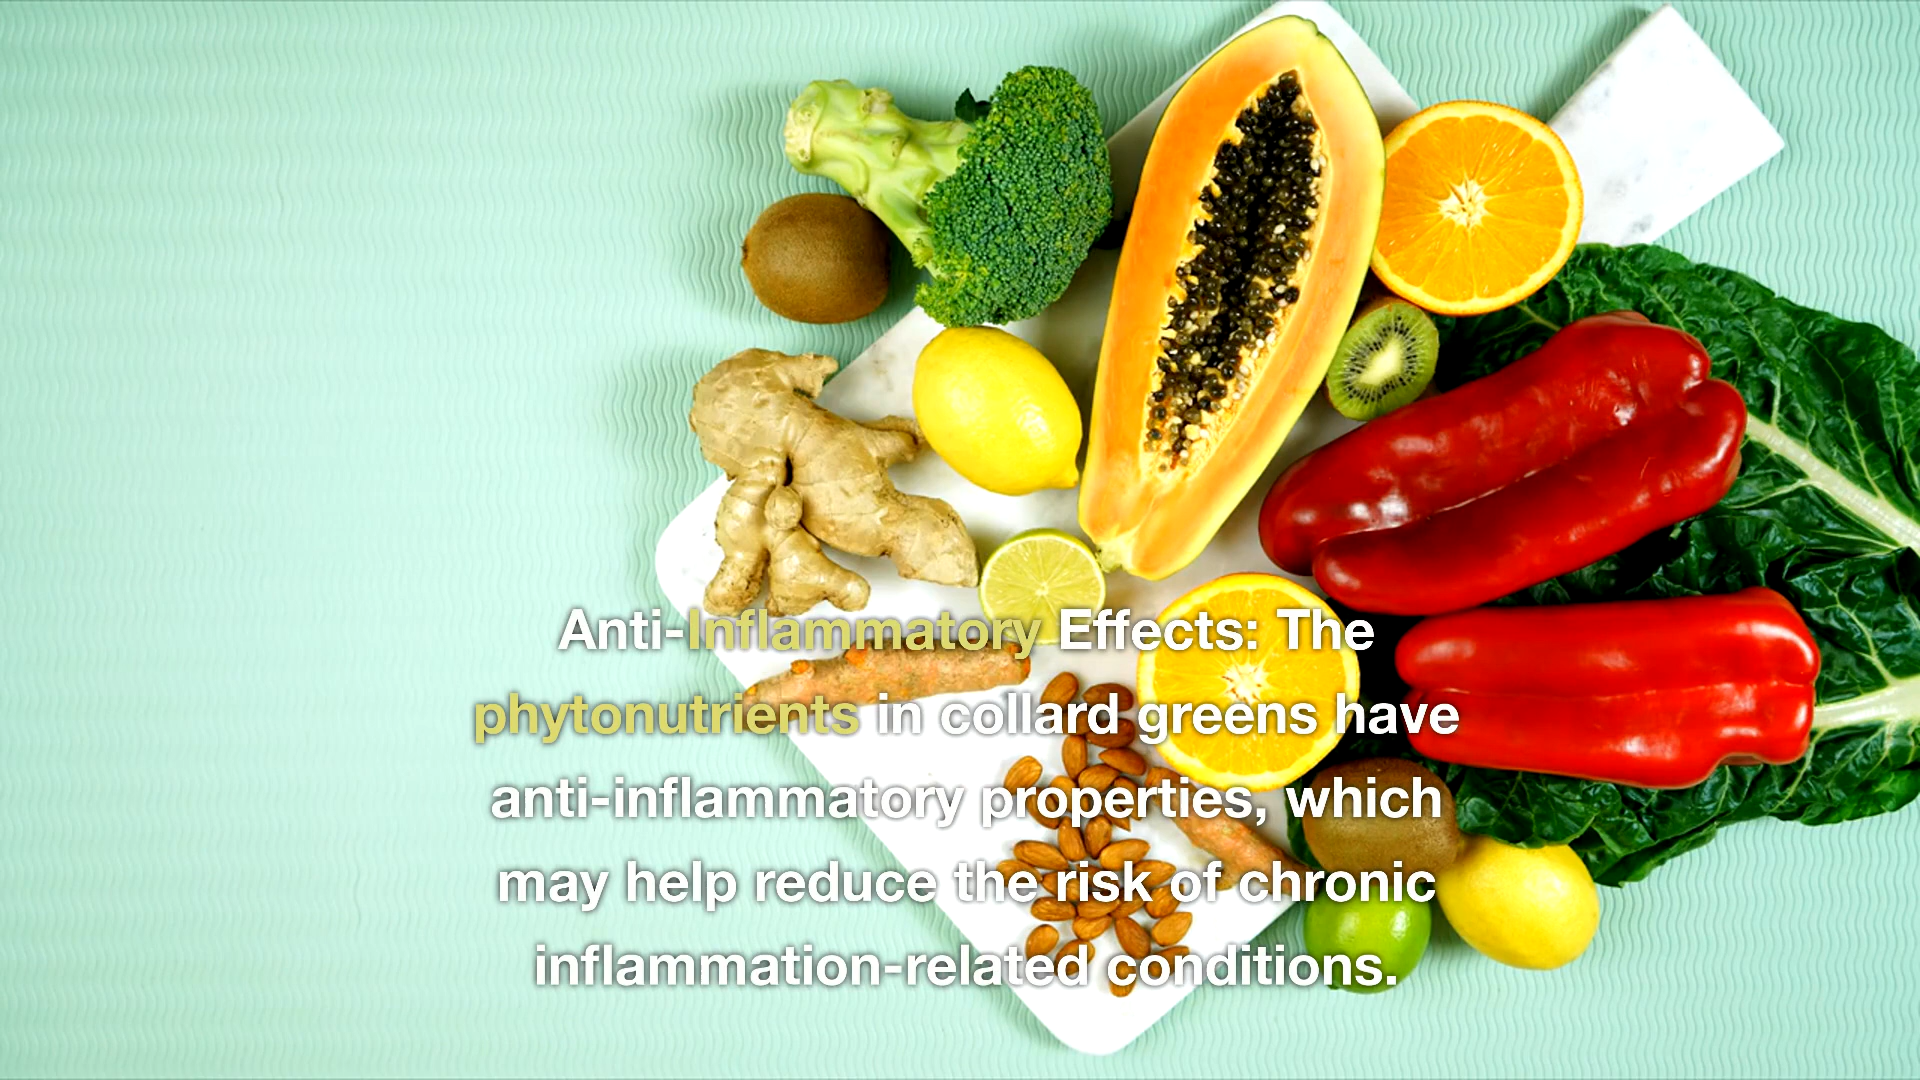 Anti-Inflammatory Effects: The
phytonutrients in collard greens have
anti-inflammatory properties, which
may help reduce the risk of chronic
inflammation-related conditions.